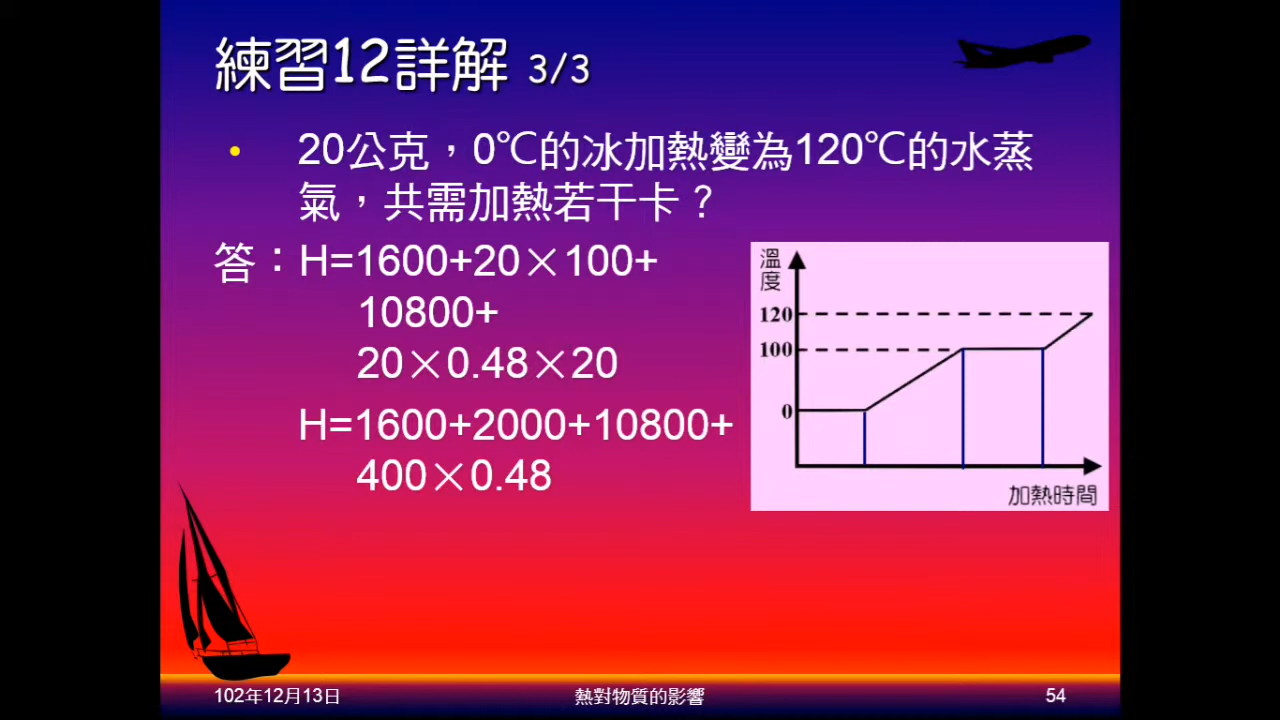 練習12詳解 3/3
• 20公克，0℃的冰加熱變為120℃的水蒸
氣，共需加熱若干卡？
答：H=1600+20×100+
10800+
20×0.48×20
H=1600+2000+10800+
400×0.48
溫
度
120
100
0
加熱時間
102年12月13日
熱對物質的影響
54